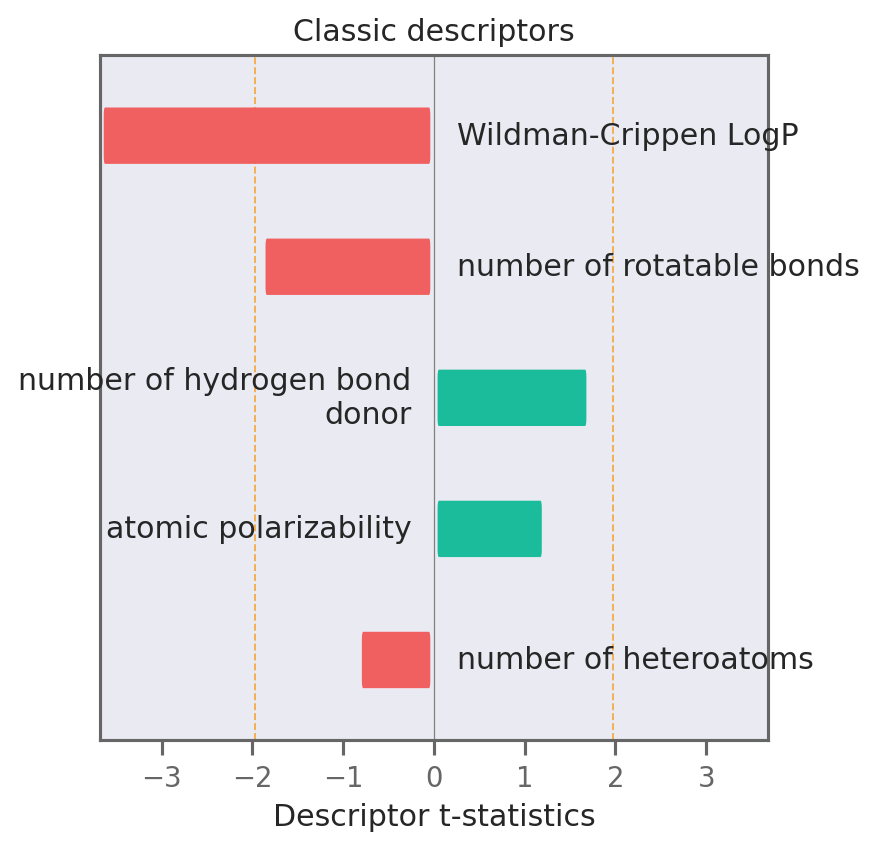 Classic descriptors
Wildman-Crippen LogP
number of rotatable bonds
number of hydrogen bond
donor
atomic polarizability
number of heteroatoms
−3 −2 −1 0 1 2 3
Descriptor t-statistics